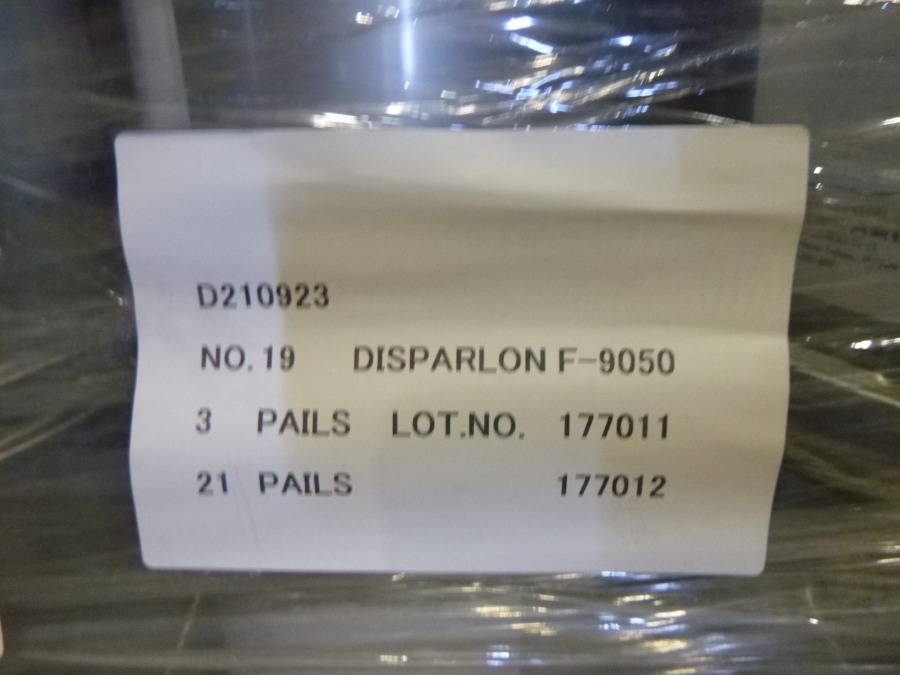 D210923
NO. 19 DISPARLON F-9050
3 PAILS LOT.NO. 177011
21 PAILS 177012